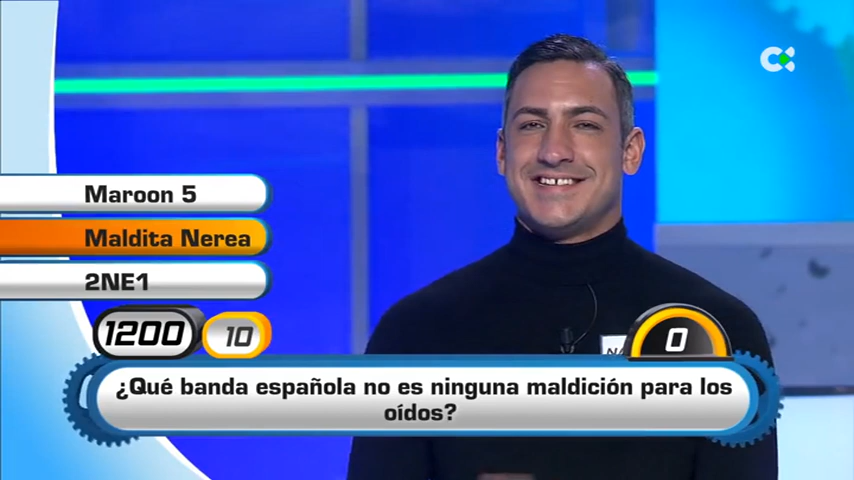 Maroon 5
Maldita Nerea
2NE1
1200
10
0
¿Qué banda española no es ninguna maldición para los
oídos?